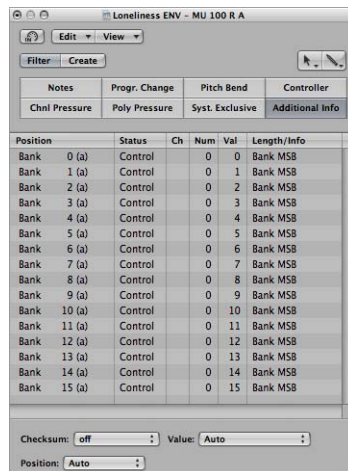 Loneliness ENV - MU 100 R A
IN Edit View
Filter Create
Notes Progr. Change Pitch Bend Controller
Chnl Pressure Poly Pressure Syst. Exclusive Additional Info
Position Status Ch Num Val Length/Info
Bank 0 (a) Control 0 0 Bank MSB
Bank 1 (a) Control 0 1 Bank MSB
Bank 2 (a) Control 0 2 Bank MSB
Bank 3 (a) Control 0 3 Bank MSB
Bank 4 (a) Control 0 4 Bank MSB
Bank 5 (a) Control 0 5 Bank MSB
Bank 6 (a) Control 0 6 Bank MSB
Bank 7 (a) Control 0 7 Bank MSB
Bank 8 (a) Control 0 8 Bank MSB
Bank 9 (a) Control 0 9 Bank MSB
Bank 10 (a) Control 0 10 Bank MSB
Bank 11 (a) Control 0 11 Bank MSB
Bank 12 (a) Control 0 12 Bank MSB
Bank 13 (a) Control 0 13 Bank MSB
Bank 14 (a) Control 0 14 Bank MSB
Bank 15 (a) Control 0 15 Bank MSB
Checksum: off Value: Auto
Position: Auto